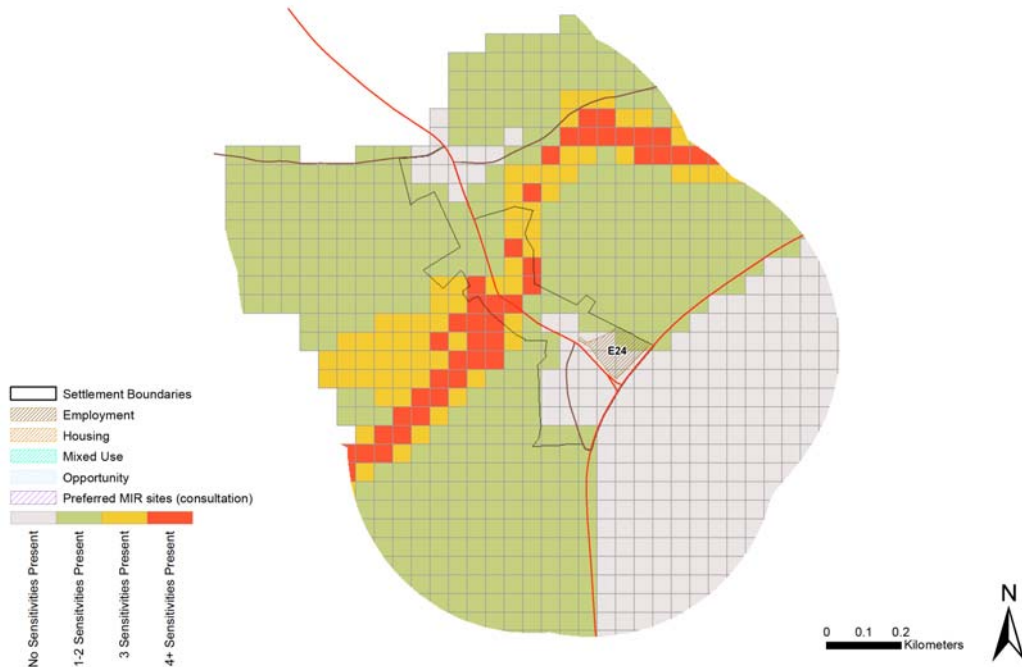 E24
Settlement Boundaries
Employment
Housing
Mixed Use
Opportunity
Preferred MIR sites (consultation)
No Sensitivities Present
1-2 Sensitivities Present
3 Sensitivities Present
4+ Sensitivities Present
N
0 0.1 0.2
Kilometers